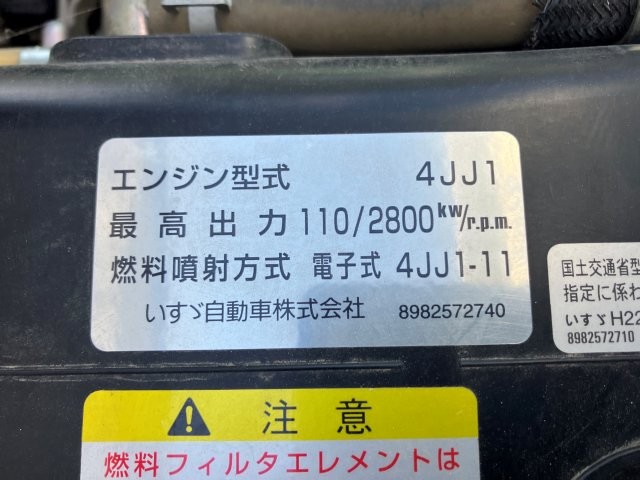 エンジン型式 4JJ1
最高出力 110/2800kw/r.p.m.
燃料噴射方式 電子式 4JJ1-11
いすゞ自動車株式会社 8982572740
国土交通省型
指定に係わ
いすゞH22
8982572710
注意
燃料フィルタエレメントは